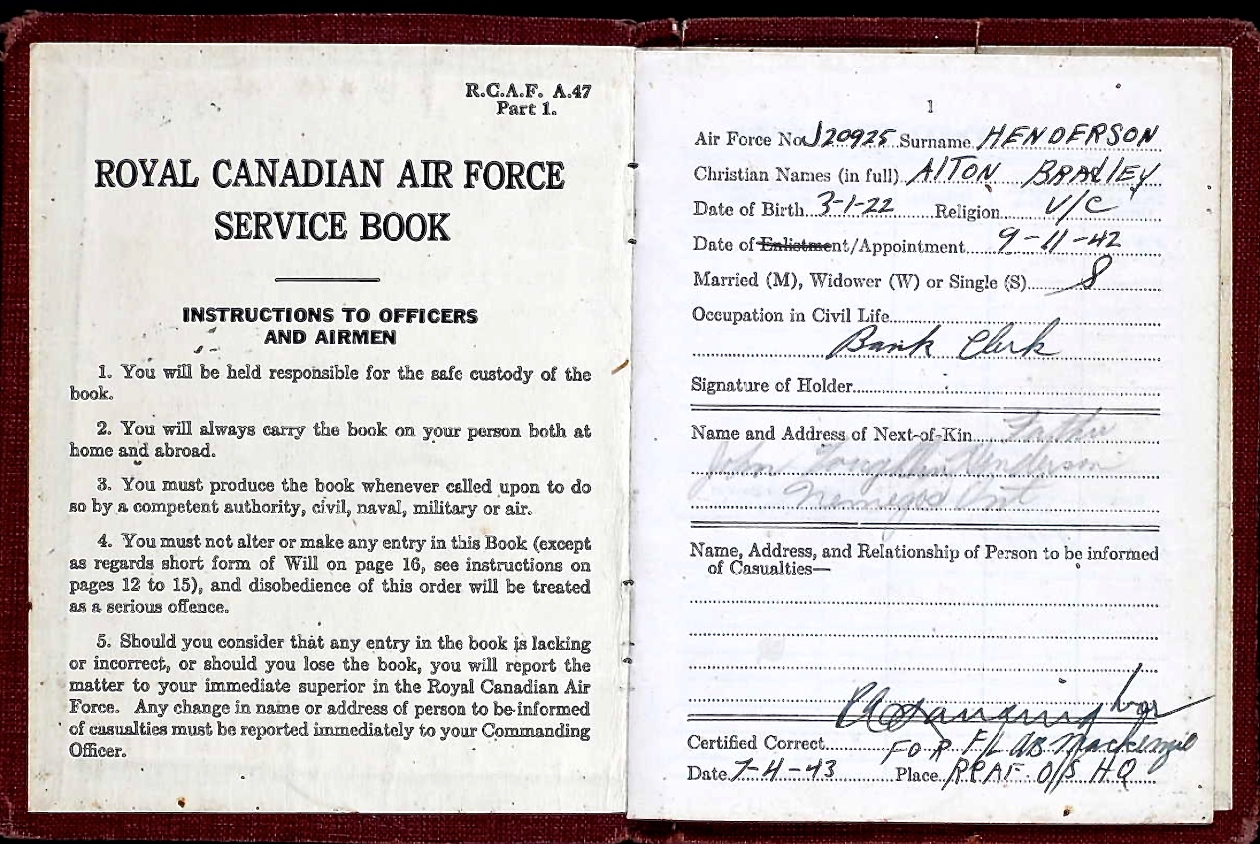 R.C.A.F. A.47
Part 1.
ROYAL CANADIAN AIR FORCE
SERVICE BOOK
INSTRUCTIONS TO OFFICERS
AND AIRMEN
1. You will be held responsible for the safe custody of the
book.
2. You will always carry the book on your person both at
home and abroad.
3. You must produce the book whenever called upon to do
so by a competent authority, civil, naval, military or air.
4. You must not alter or make any entry in this Book (except
as regards short form of Will on page 16, see instructions on
pages 12 to 15), and disobedience of this order will be treated
as a serious offence.
5. Should you consider that any entry in the book is lacking
or incorrect, or should you lose the book, you will report the
matter to your immediate superior in the Royal Canadian Air
Force. Any change in name or address of person to be informed
of casualties must be reported immediately to your Commanding
Officer.
1
Air Force No. J20925 Surname HENDERSON
Christian Names (in full) AlTON BRADlEY
Date of Birth 3-1-22 Religion U/C
Date of Enlistment/Appointment 9-11-42
Married (M), Widower (W) or Single (S) S
Occupation in Civil Life
Bank Clerk
Signature of Holder
Name and Address of Next-of-Kin Father
John Henderson
Nemegos Ont
Name, Address, and Relationship of Person to be informed
of Casualties—
Certified Correct FOR F/L AB Mackenzie
Date 7-4-43 Place RCAF O/S HQ